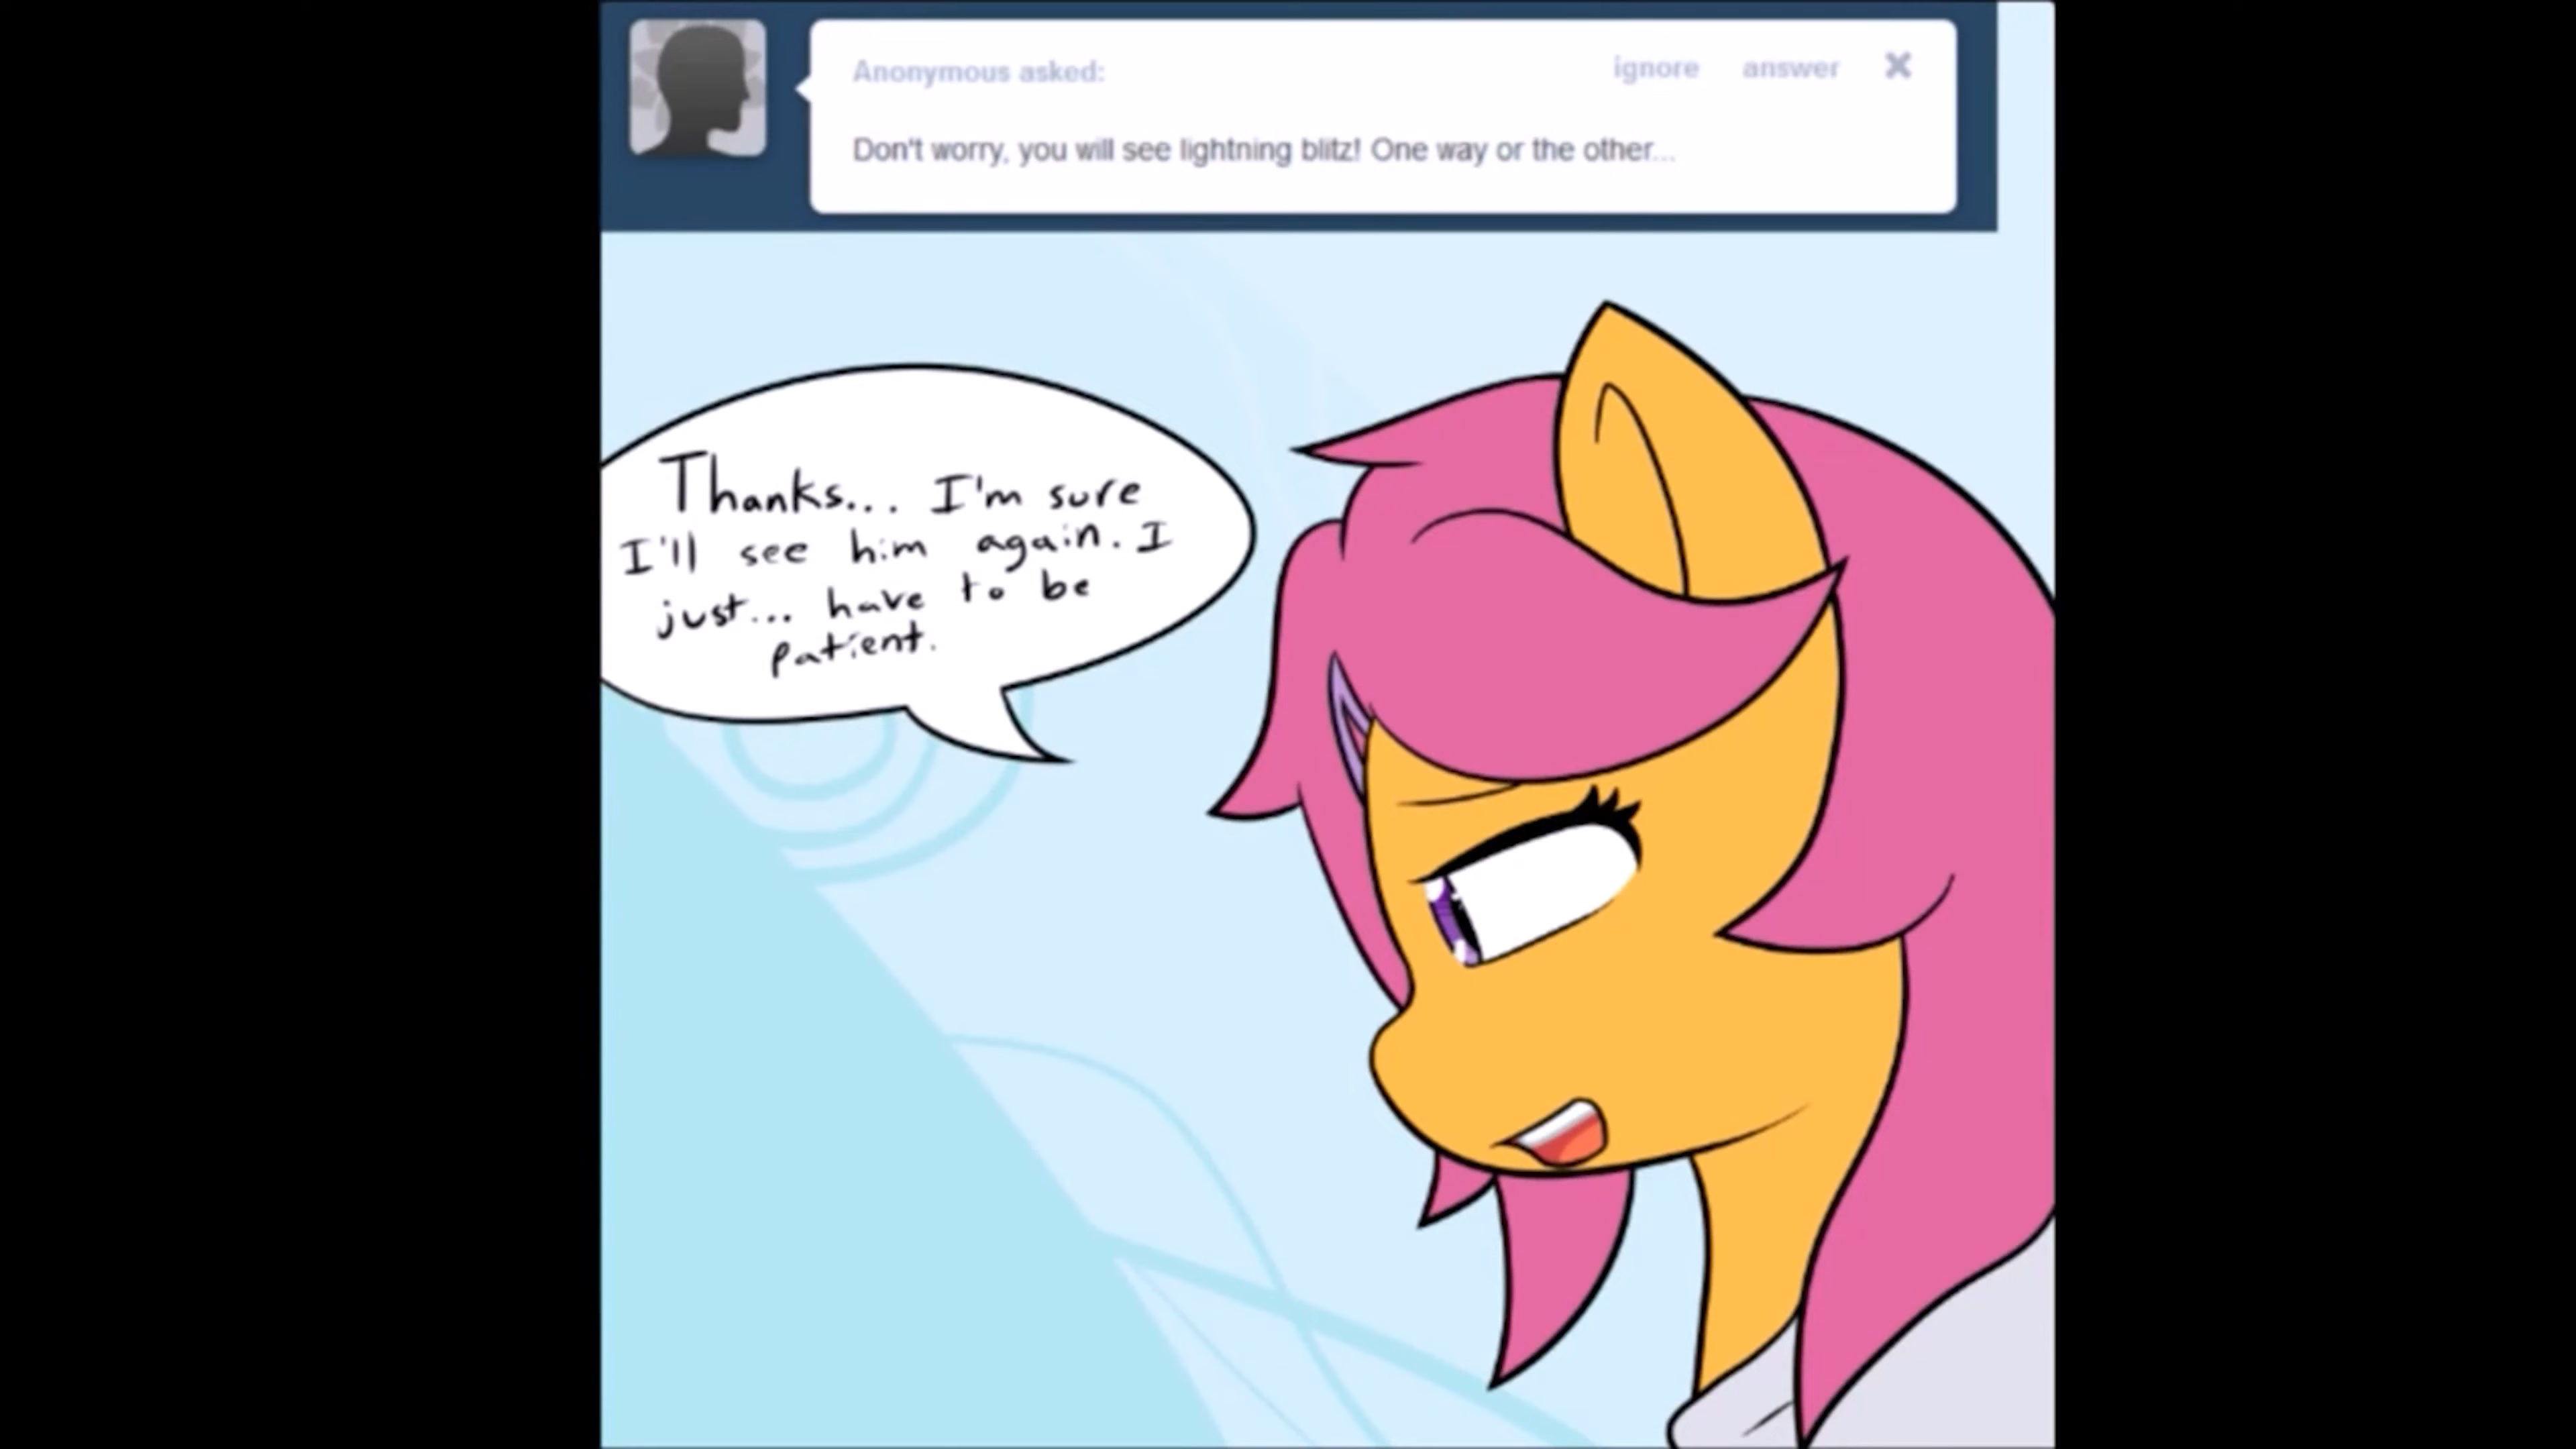 Anonymous asked:
ignore answer
Don't worry, you will see lightning blitz! One way or the other...
Thanks... I'm sure
I'll see him again. I
just... have to be
patient.